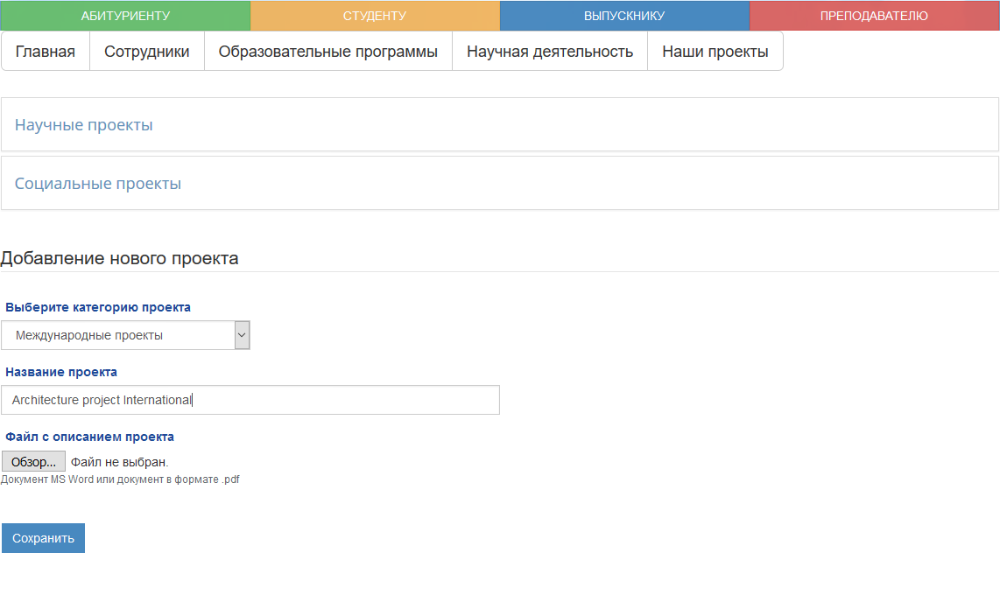 АБИТУРИЕНТУ СТУДЕНТУ ВЫПУСКНИКУ ПРЕПОДАВАТЕЛЮ
Главная Сотрудники Образовательные программы Научная деятельность Наши проекты
Научные проекты
Социальные проекты
Добавление нового проекта
Выберите категорию проекта
Международные проекты
Название проекта
Architecture project International
Файл с описанием проекта
Обзор... Файл не выбран.
Документ MS Word или документ в формате .pdf
Сохранить